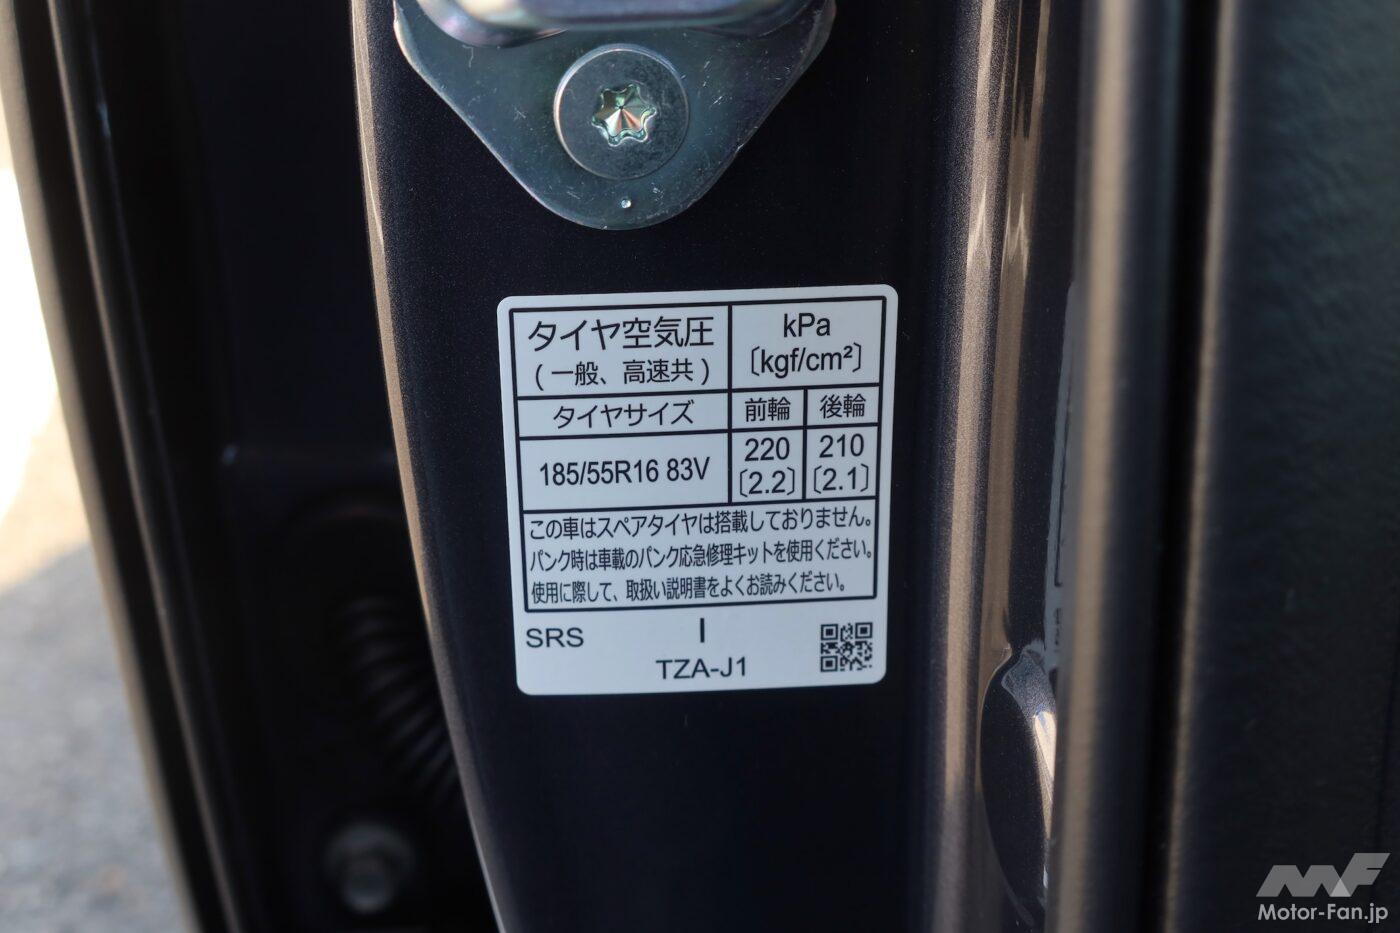 タイヤ空気圧
(一般、高速共)
kPa
〔kgf/cm²〕
タイヤサイズ
前輪
後輪
185/55R16 83V
220
〔2.2〕
210
〔2.1〕
この車はスペアタイヤは搭載しておりません。
パンク時は車載のパンク応急修理キットを使用ください。
使用に際して、取扱い説明書をよくお読みください。
SRS
I
TZA-J1
MF
Motor-Fan.jp